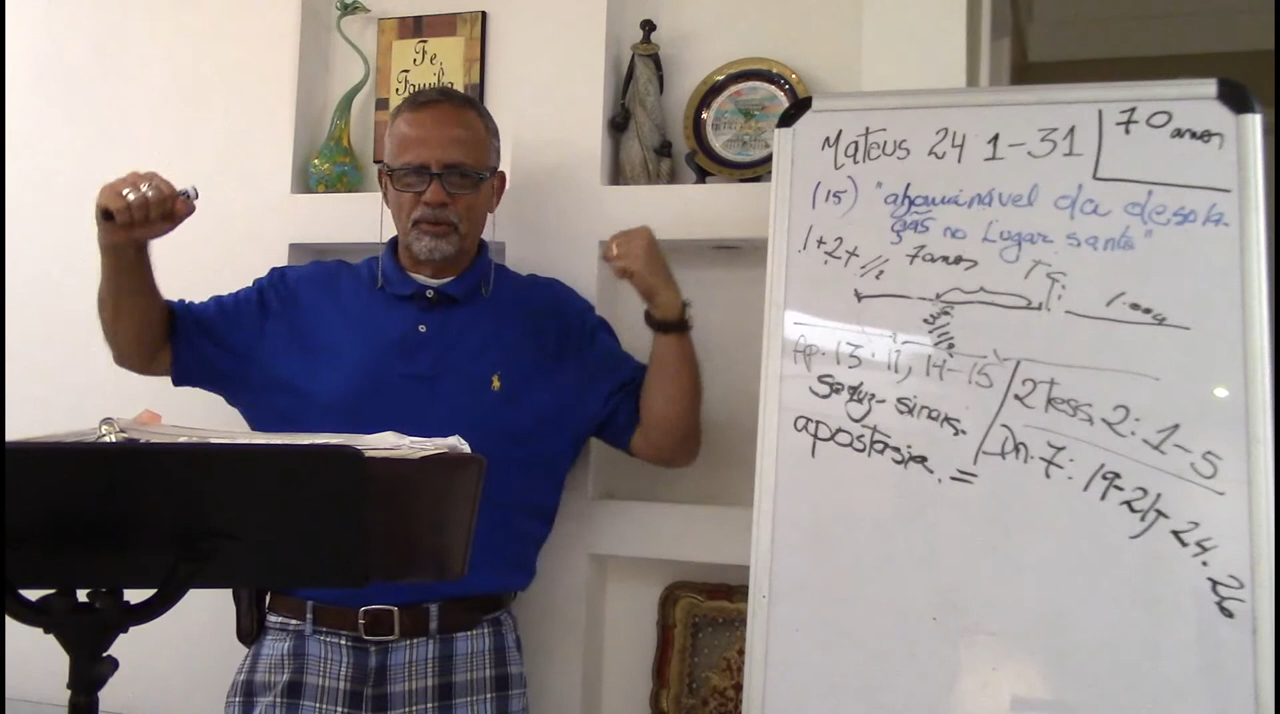 Fe,
Família
Mateus 24 1-31
70 anos
(15) "abominável da desola-
ção no Lugar santo"
1+2+1/2
7 anos
1.000
Ap. 13:11, 14-15
seduz- sinais.
apostasia. =
2 Tess 2: 1-5
Dn. 7: 19-21, 24. 26